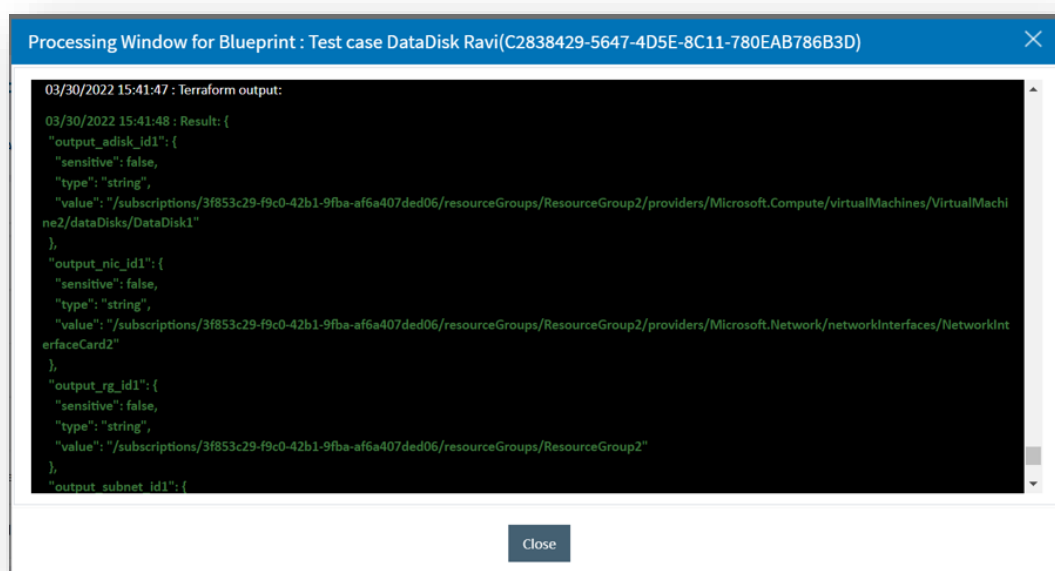 Processing Window for Blueprint : Test case DataDisk Ravi(C2838429-5647-4D5E-8C11-780EAB786B3D)
03/30/2022 15:41:47 : Terraform output:
03/30/2022 15:41:48 : Result: {
"output_adisk_id1": {
"sensitive": false,
"type": "string",
"value": "/subscriptions/3f853c29-f9c0-42b1-9fba-af6a407ded06/resourceGroups/ResourceGroup2/providers/Microsoft.Compute/virtualMachines/VirtualMachi
ne2/dataDisks/DataDisk1"
},
"output_nic_id1": {
"sensitive": false,
"type": "string",
"value": "/subscriptions/3f853c29-f9c0-42b1-9fba-af6a407ded06/resourceGroups/ResourceGroup2/providers/Microsoft.Network/networkInterfaces/NetworkInt
erfaceCard2"
},
"output_rg_id1": {
"sensitive": false,
"type": "string",
"value": "/subscriptions/3f853c29-f9c0-42b1-9fba-af6a407ded06/resourceGroups/ResourceGroup2"
},
"output_subnet_id1": {
Close